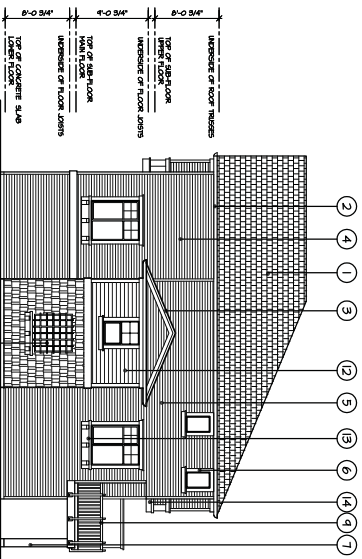 8'-0 3/4"
9'-0 3/4"
8'-0 3/4"
UNDERSIDE OF ROOF TRUSSES
TOP OF SUB-FLOOR
UPPER FLOOR
UNDERSIDE OF FLOOR JOISTS
TOP OF SUB-FLOOR
MAIN FLOOR
UNDERSIDE OF FLOOR JOISTS
TOP OF CONCRETE SLAB
LOWER FLOOR
2
4
1
3
12
5
13
6
14
9
7